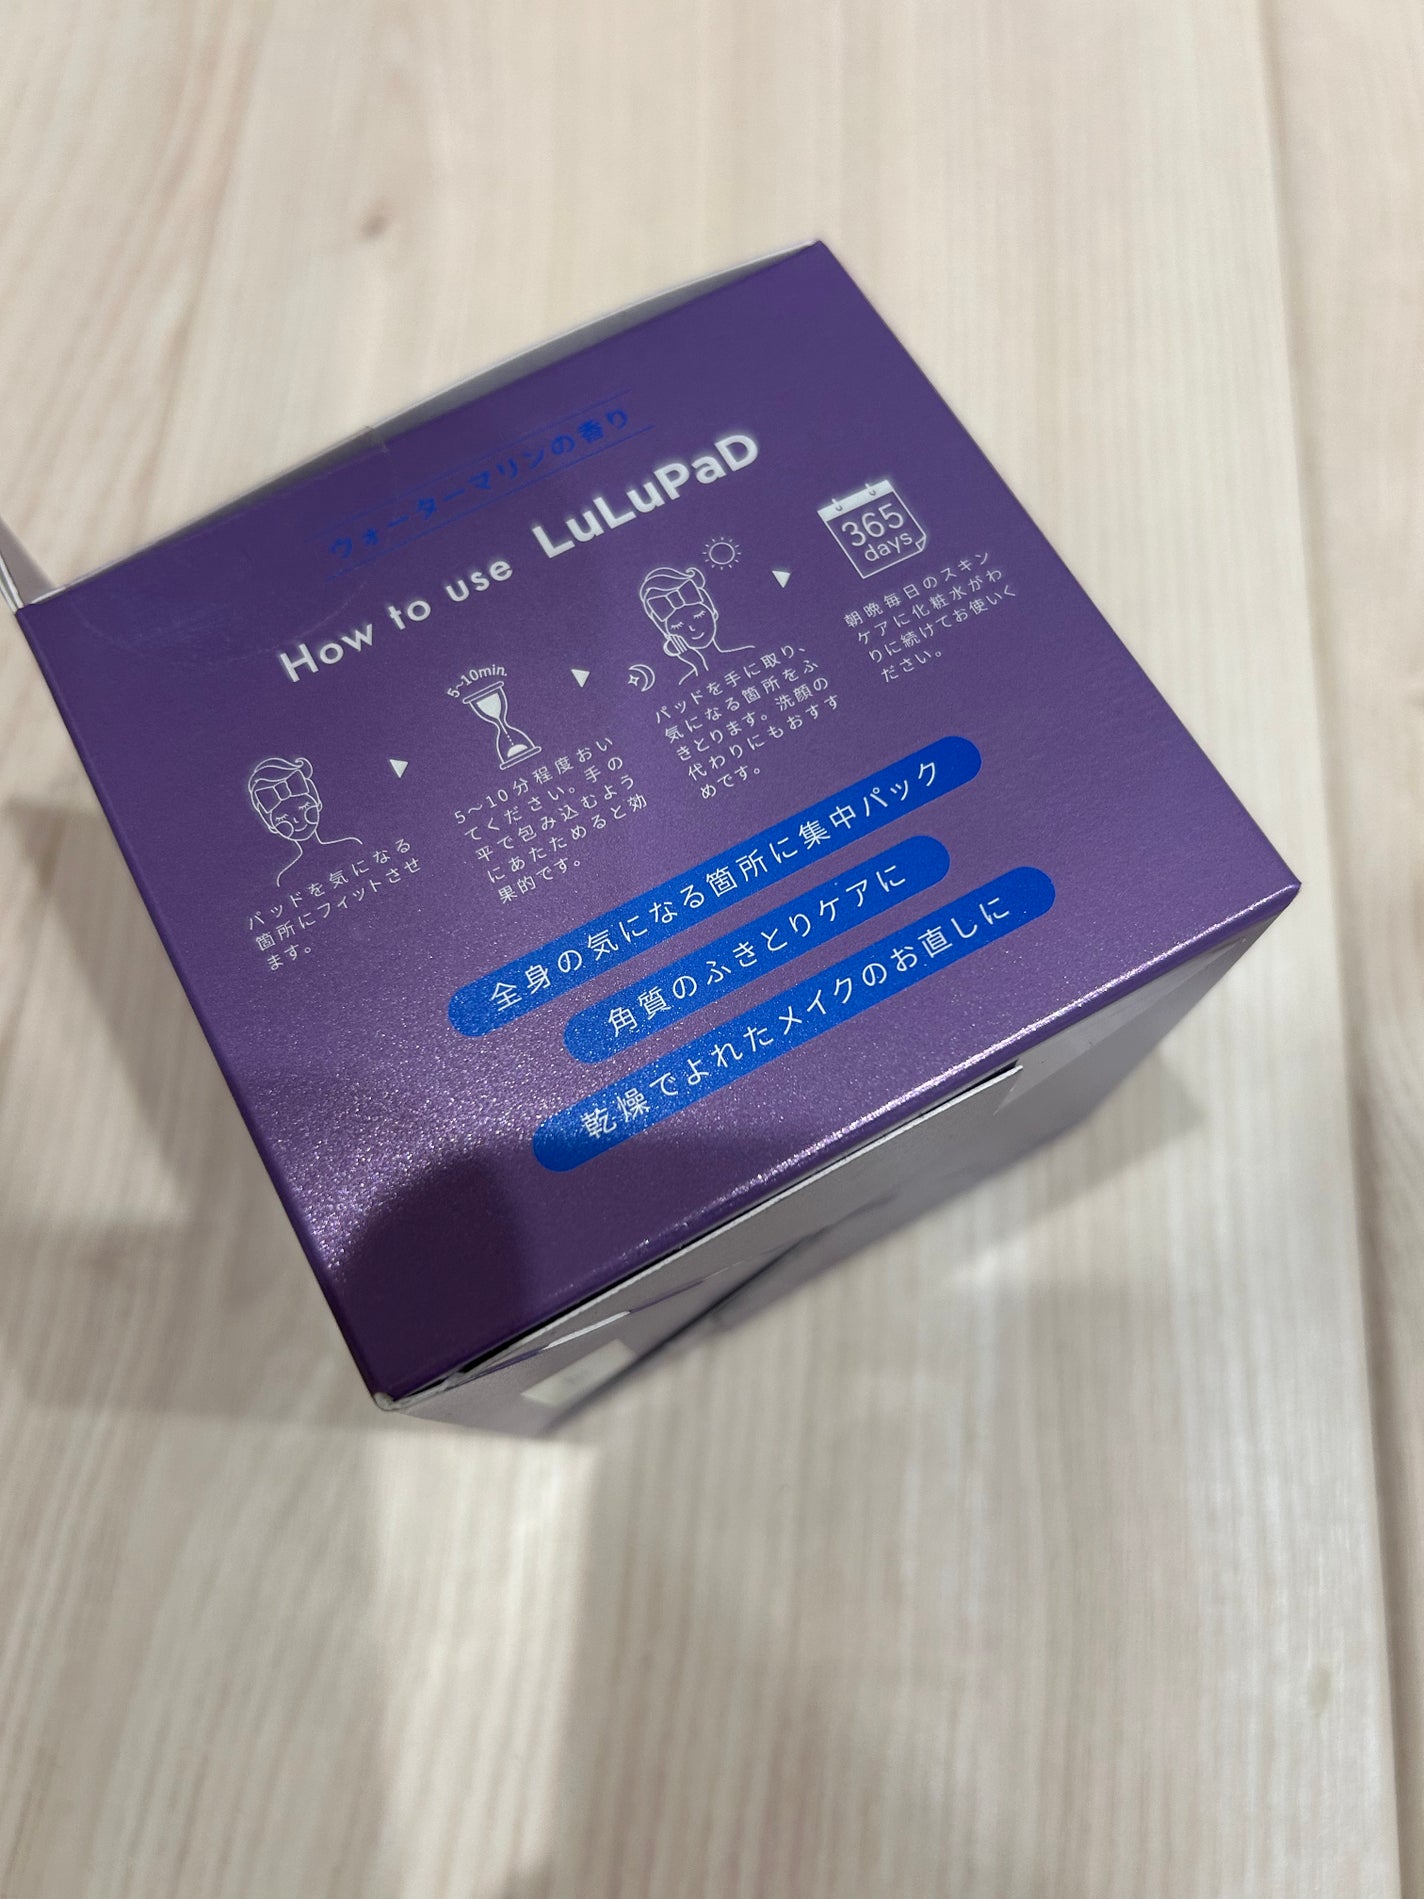 ウォーターマリンの香り
How to use LuLuPaD
パッドを気になる
箇所にフィットさせ
ます。
5~10min.
5〜10分程度おい
てください。手の
平で包み込むよう
にあたためると効
果的です。
パッドを手に取り、
気になる箇所をふ
きとります。洗顔の
代わりにもおすす
めです。
365
days
朝晩毎日のスキン
ケアに化粧水がわ
りに続けてお使いく
ださい。
全身の気になる箇所に集中パック
角質のふきとりケアに
乾燥でよれたメイクのお直しに